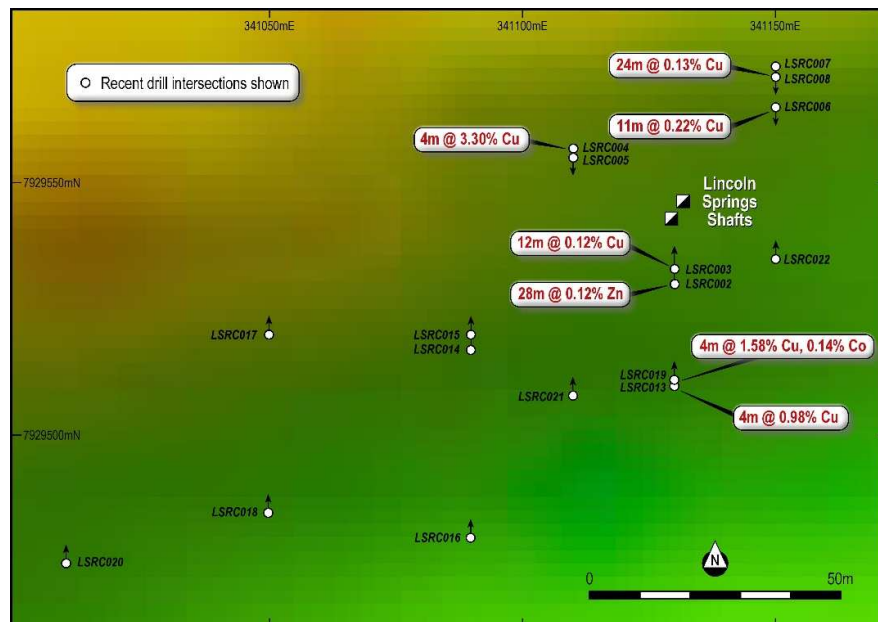 341050mE
341100mE
341150mE
Recent drill intersections shown
24m @ 0.13% Cu
LSRC007
LSRC008
11m @ 0.22% Cu
LSRC006
4m @ 3.30% Cu
LSRC004
LSRC005
7929550mN
Lincoln
Springs
Shafts
12m @ 0.12% Cu
LSRC003
LSRC022
28m @ 0.12% Zn
LSRC002
LSRC017
LSRC015
LSRC014
4m @ 1.58% Cu, 0.14% Co
LSRC019
LSRC013
LSRC021
4m @ 0.98% Cu
7929500mN
LSRC018
LSRC016
LSRC020
N
0
50m